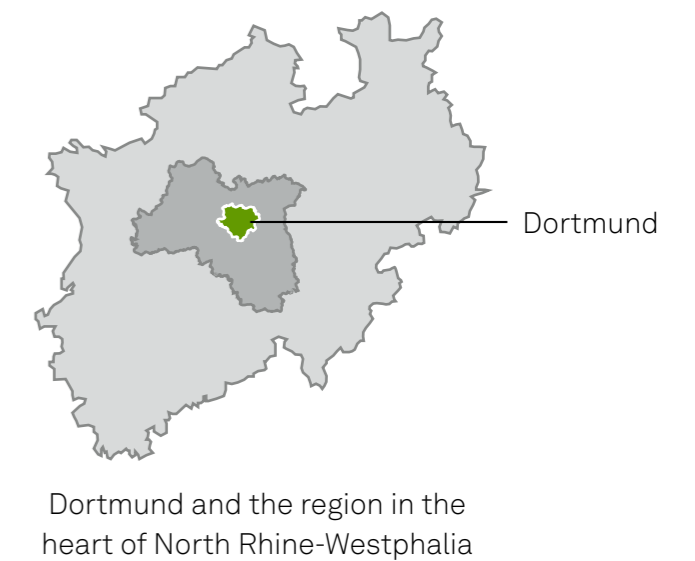 Dortmund
Dortmund and the region in the
heart of North Rhine-Westphalia